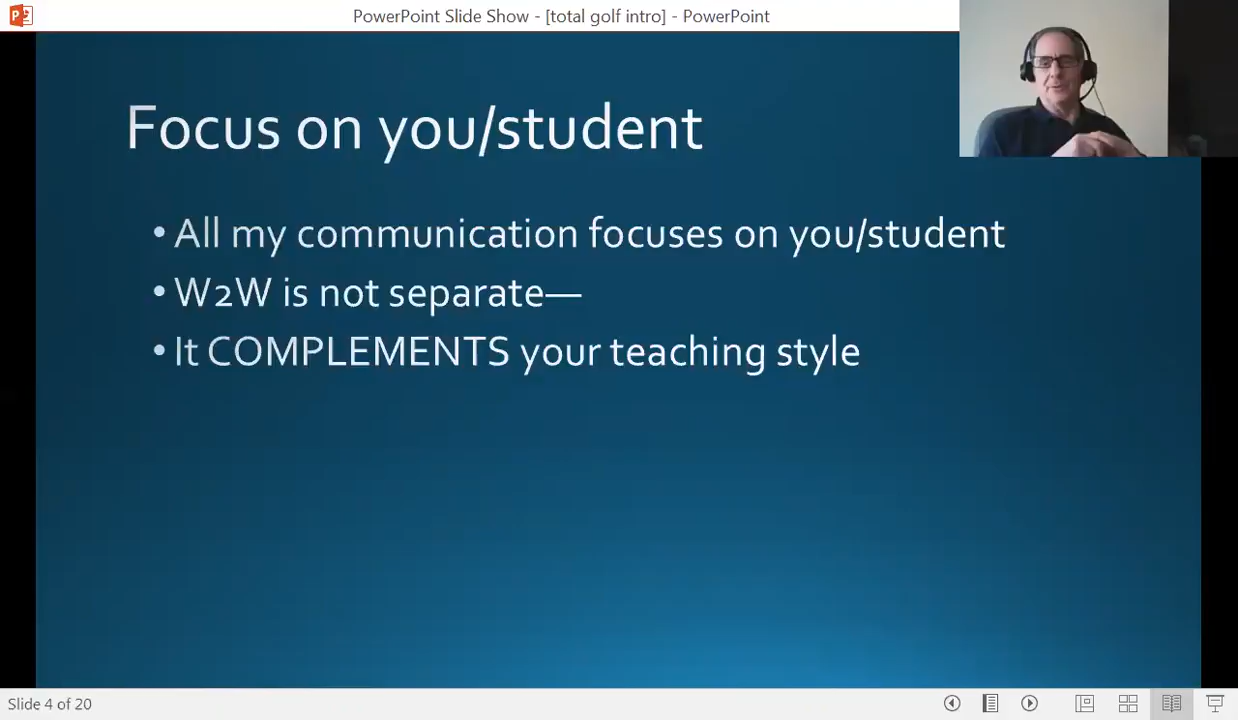 PowerPoint Slide Show - [total golf intro] - PowerPoint
Focus on you/student
• All my communication focuses on you/student
• W2W is not separate—
• It COMPLEMENTS your teaching style
Slide 4 of 20